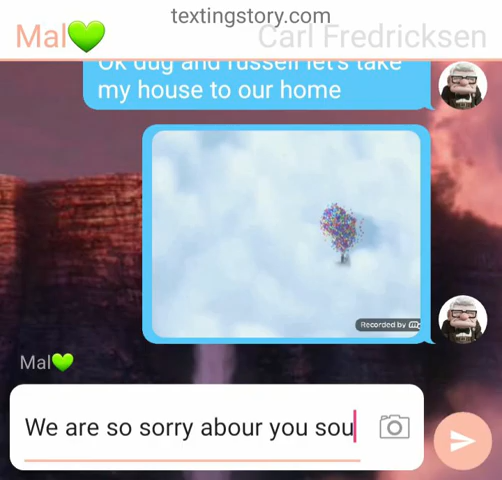 textingstory.com
Mal💚 Carl Fredricksen
Ok dug and russell let's take
my house to our home
Recorded by
Mal💚
We are so sorry abour you sou